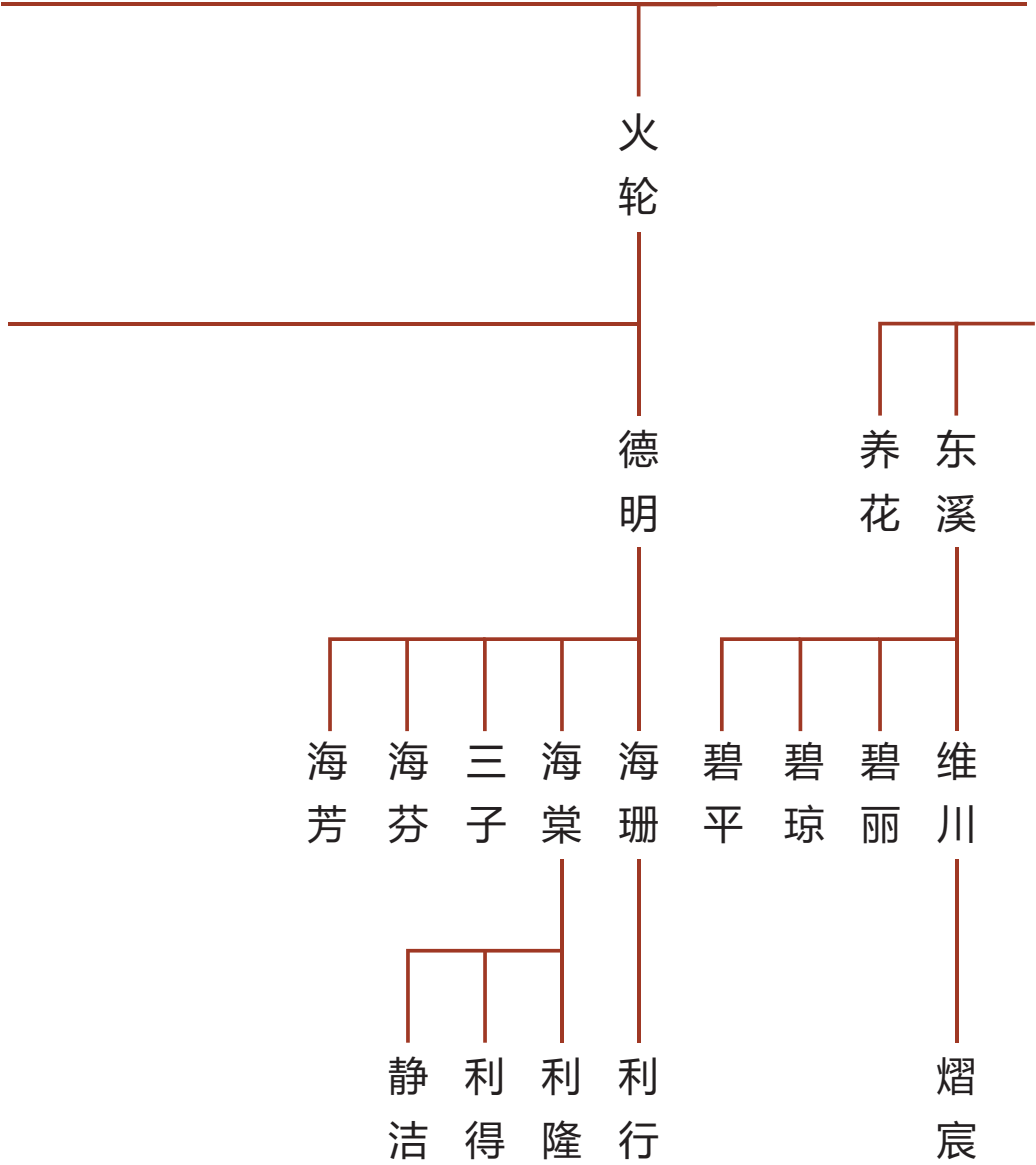 火轮
德明
养花
东溪
海芳
海芬
三子
海棠
海珊
碧平
碧琼
碧丽
维川
静洁
利得
利隆
利行
熠宸